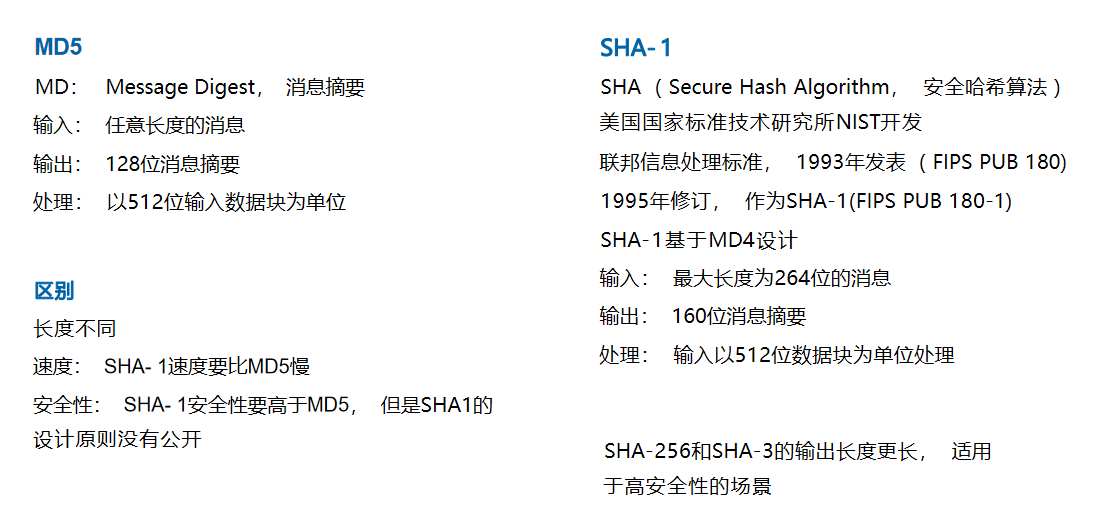 MD5
MD： Message Digest， 消息摘要
输入： 任意长度的消息
输出： 128位消息摘要
处理： 以512位输入数据块为单位
区别
长度不同
速度： SHA- 1速度要比MD5慢
安全性： SHA- 1安全性要高于MD5， 但是SHA1的
设计原则没有公开
SHA- 1
SHA （ Secure Hash Algorithm， 安全哈希算法 ）
美国国家标准技术研究所NIST开发
联邦信息处理标准， 1993年发表 （ FIPS PUB 180)
1995年修订， 作为SHA-1(FIPS PUB 180-1)
SHA-1基于MD4设计
输入： 最大长度为264位的消息
输出： 160位消息摘要
处理： 输入以512位数据块为单位处理
SHA-256和SHA-3的输出长度更长， 适用
于高安全性的场景